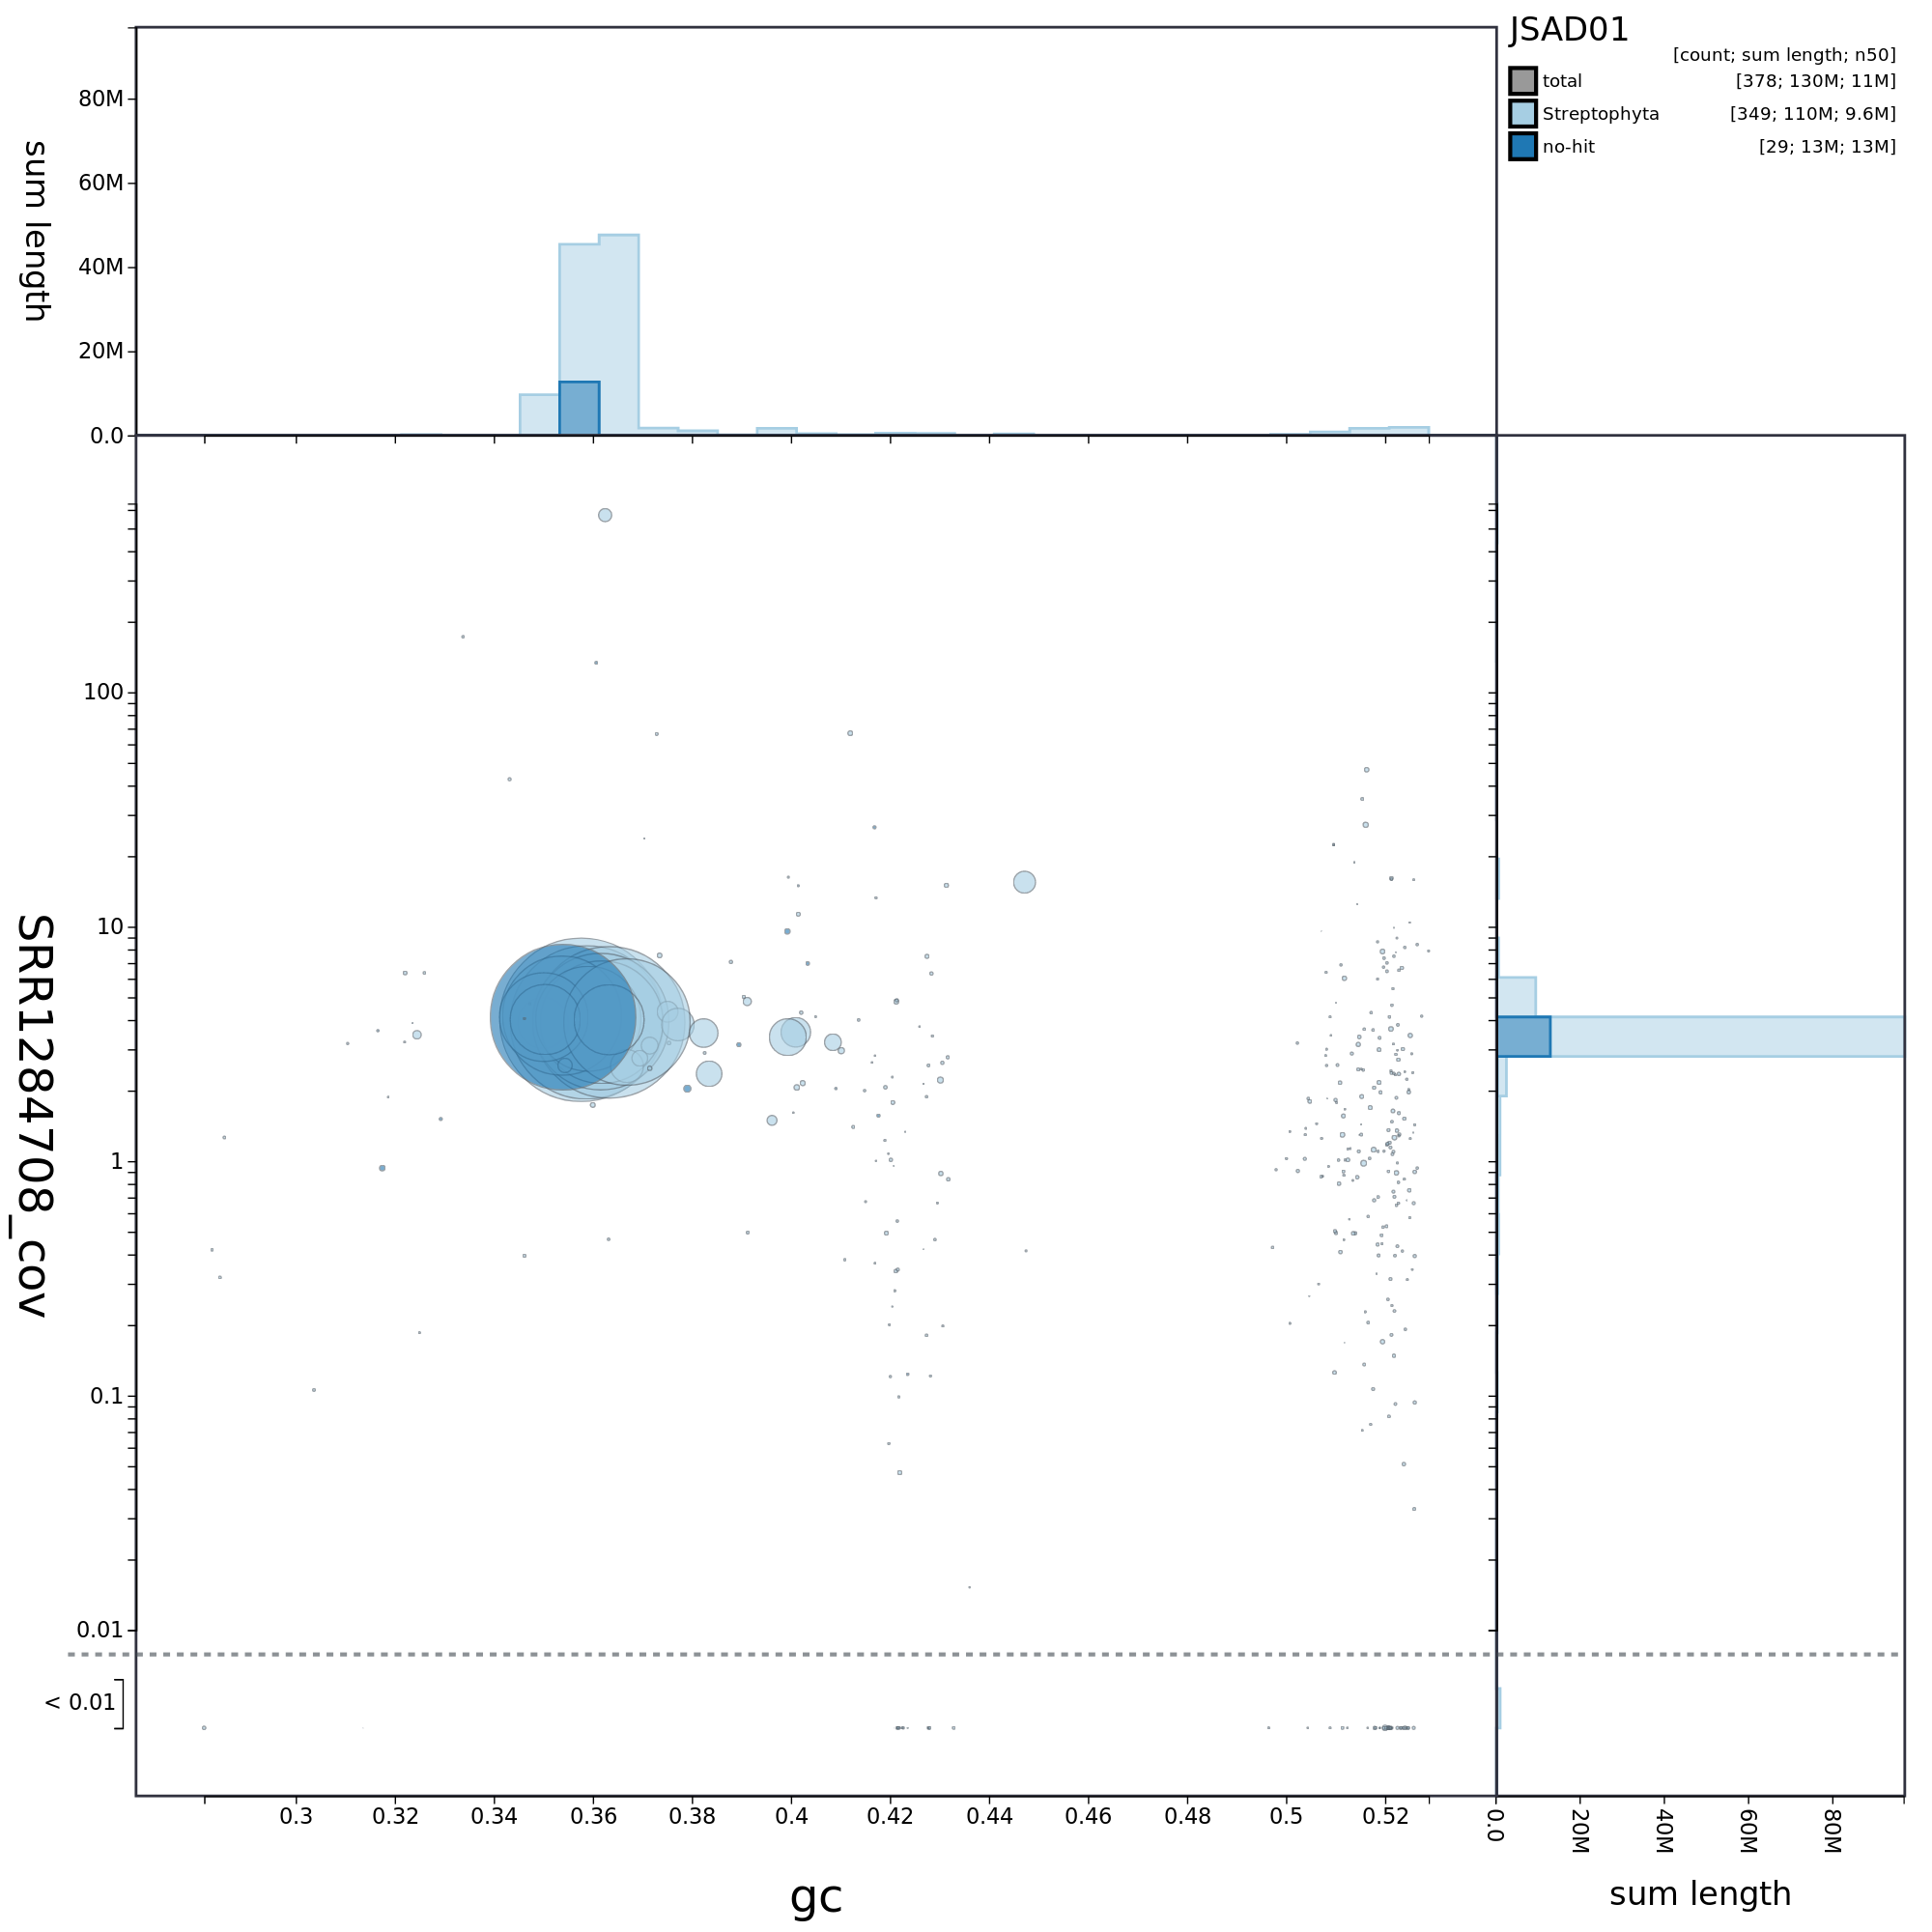 JSAD01
[count; sum length; n50]
total [378; 130M; 11M]
Streptophyta [349; 110M; 9.6M]
no-hit [29; 13M; 13M]
sum length
80M
60M
40M
20M
0.0
SRR1284708_cov
100
10
1
0.1
0.01
< 0.01
0.3 0.32 0.34 0.36 0.38 0.4 0.42 0.44 0.46 0.48 0.5 0.52
gc
0.0 20M 40M 60M 80M
sum length